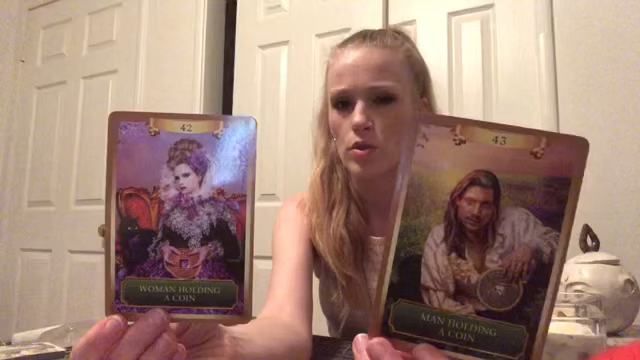 42
WOMAN HOLDING
A COIN
43
MAN HOLDING
A COIN